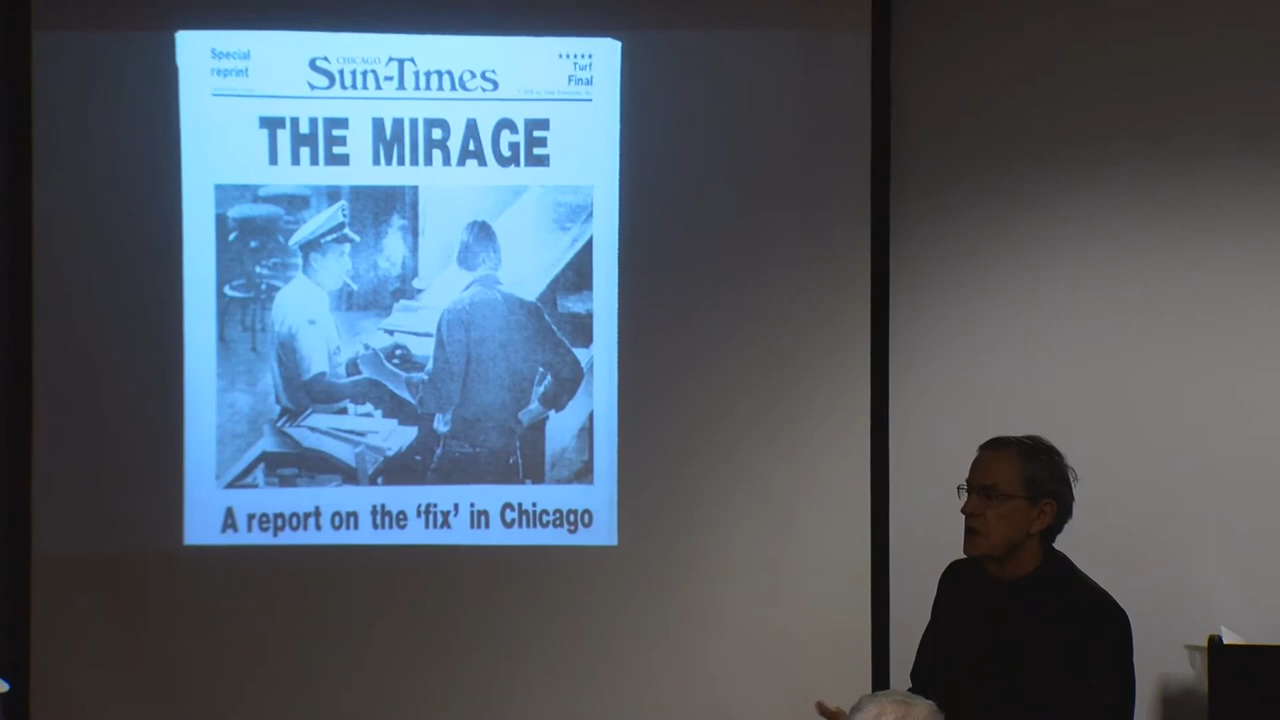 Special
reprint
CHICAGO
Sun-Times
★★★★★
Turf
Final
THE MIRAGE
A report on the 'fix' in Chicago